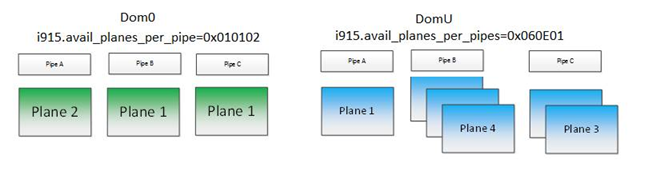 Dom0
i915.avail_planes_per_pipe=0x010102
Pipe A
Pipe B
Pipe C
Plane 2
Plane 1
Plane 1
DomU
i915.avail_planes_per_pipes=0x060E01
Pipe A
Pipe B
Pipe C
Plane 1
Plane 4
Plane 3